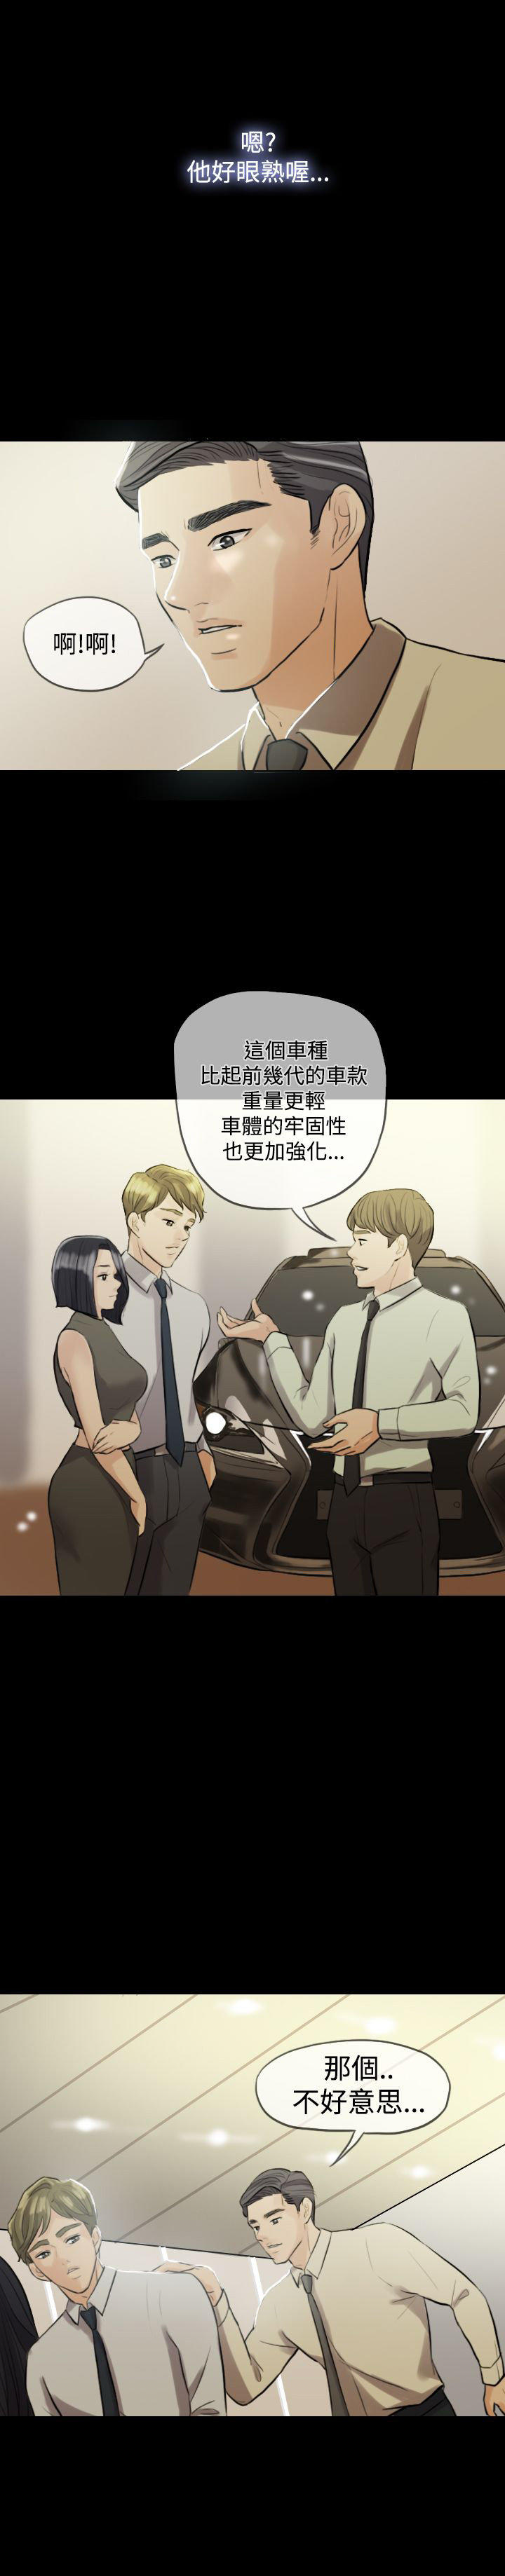 嗯?
他好眼熟喔...
啊!啊!
這個車種
比起前幾代的車款
重量更輕
車體的牢固性
也更加強化...
那個..
不好意思...